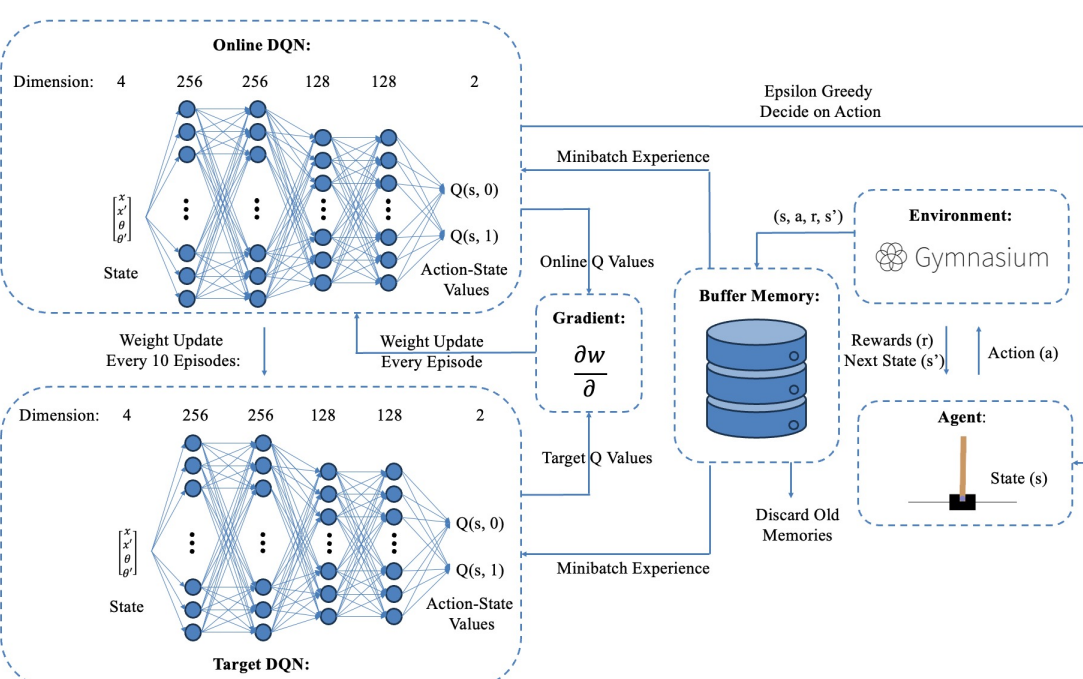 Online DQN:
Dimension: 4 256 256 128 128 2
x
x'
θ
θ'
State
Q(s, 0)
Q(s, 1)
Action-State
Values
Epsilon Greedy
Decide on Action
Minibatch Experience
(s, a, r, s’)
Environment:
Gymnasium
Online Q Values
Buffer Memory:
Gradient:
∂w
∂
Weight Update
Every 10 Episodes:
Weight Update
Every Episode
Rewards (r)
Next State (s’)
Action (a)
Dimension: 4 256 256 128 128 2
x
x'
θ
θ'
State
Q(s, 0)
Q(s, 1)
Action-State
Values
Target DQN:
Target Q Values
Minibatch Experience
Discard Old
Memories
Agent:
State (s)